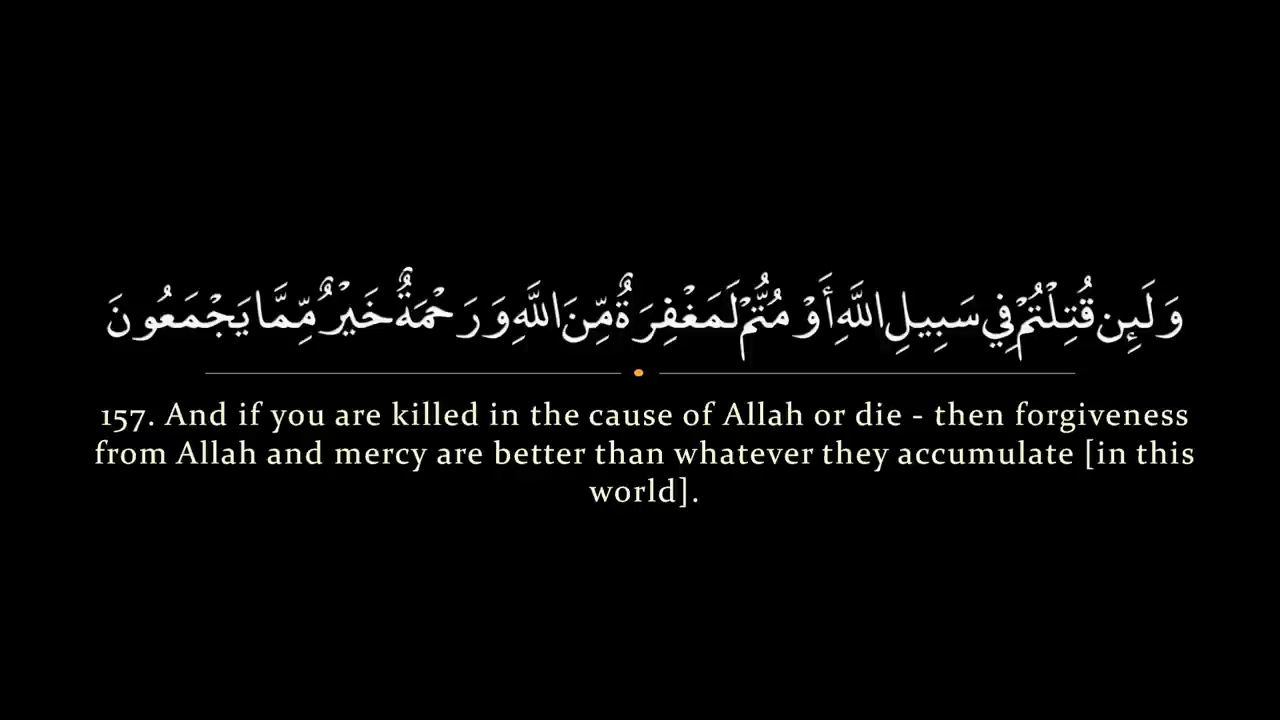 وَلَئِن قُتِلْتُمْ فِي سَبِيلِ اللَّهِ أَوْ مُتُّمْ لَمَغْفِرَةٌ مِّنَ اللَّهِ وَرَحْمَةٌ خَيْرٌ مِّمَّا يَجْمَعُونَ
157. And if you are killed in the cause of Allah or die - then forgiveness
from Allah and mercy are better than whatever they accumulate [in this
world].